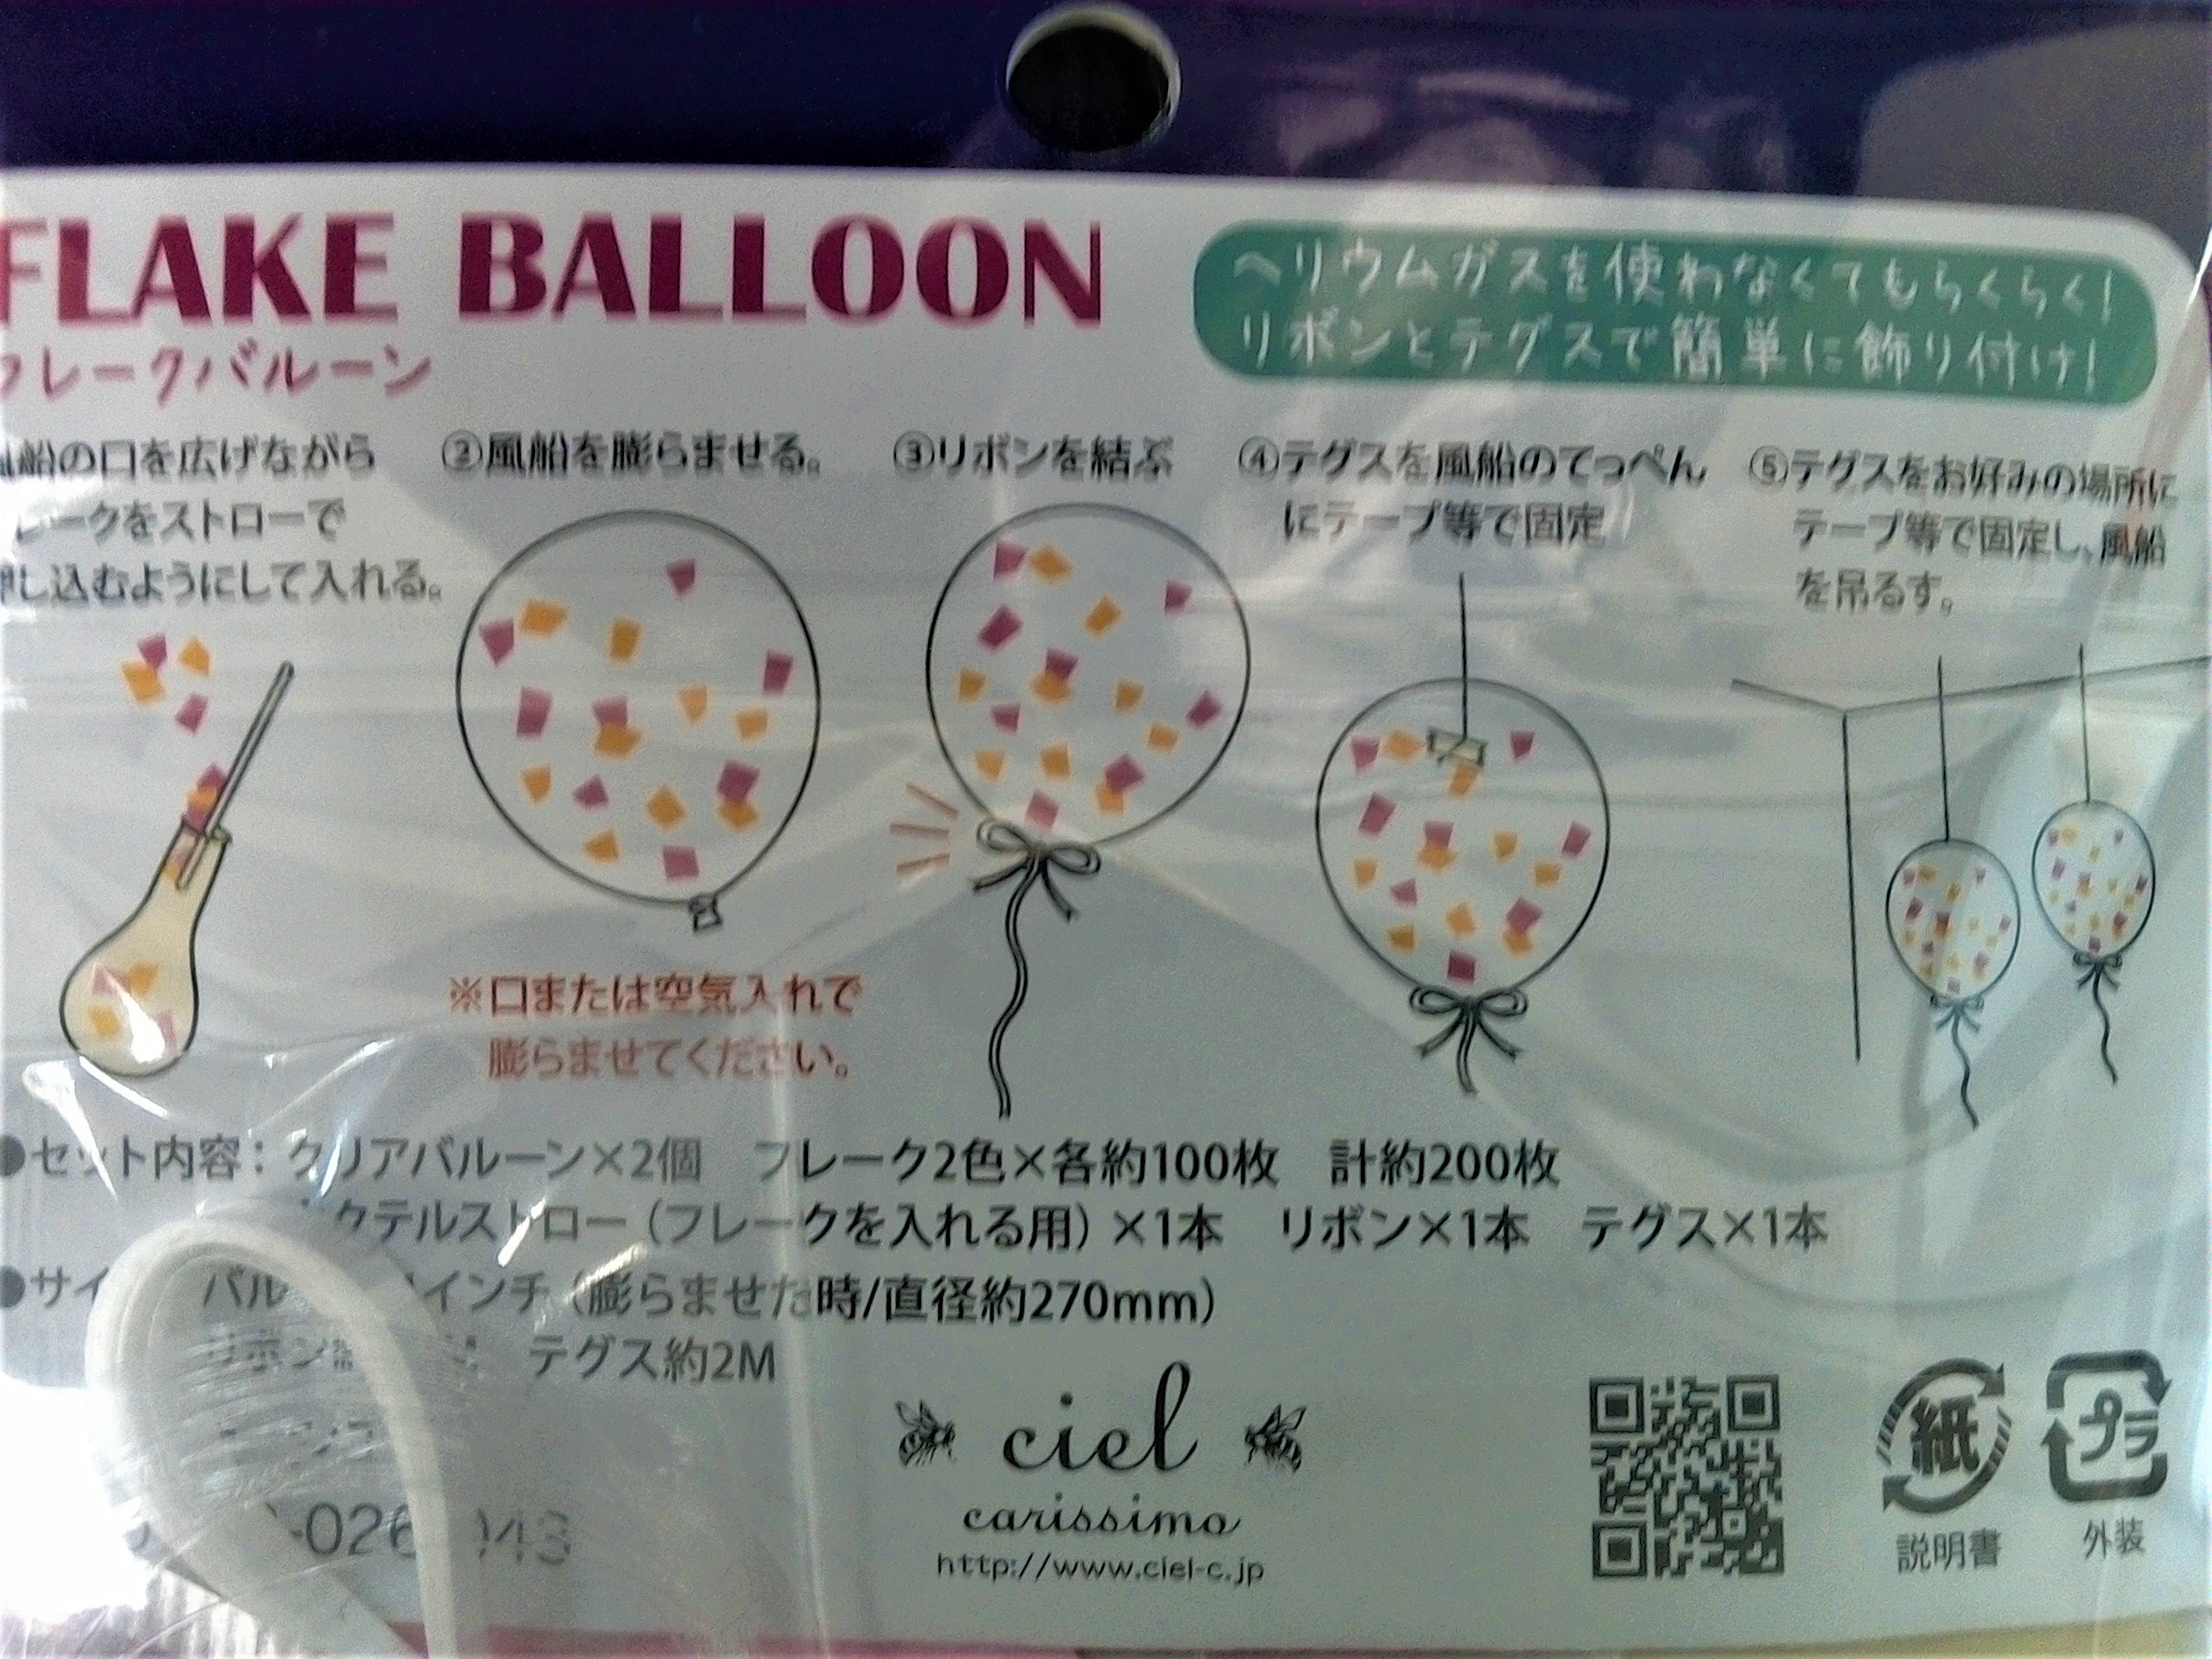 FLAKE BALLOON
フレークバルーン
ヘリウムガスを使わなくてもらくらく!
リボンとテグスで簡単に飾り付け!
船の口を広げながら
レークをストローで
し込むようにして入れる。
②風船を膨らませる。
※口または空気入れで
膨らませてください。
③リボンを結ぶ
④テグスを風船のてっぺん
にテープ等で固定
⑤テグスをお好みの場所に
テープ等で固定し、風船
を吊るす。
●セット内容：クリアバルーン×2個 フレーク2色×各約100枚 計約200枚
クテルストロー（フレークを入れる用）×1本 リボン×1本 テグス×1本
●サイ バル インチ（膨らませた時/直径約270mm）
リボン テグス約2M
-026 043
ciel
carissimo
http://www.ciel-c.jp
紙
説明書
プラ
外装